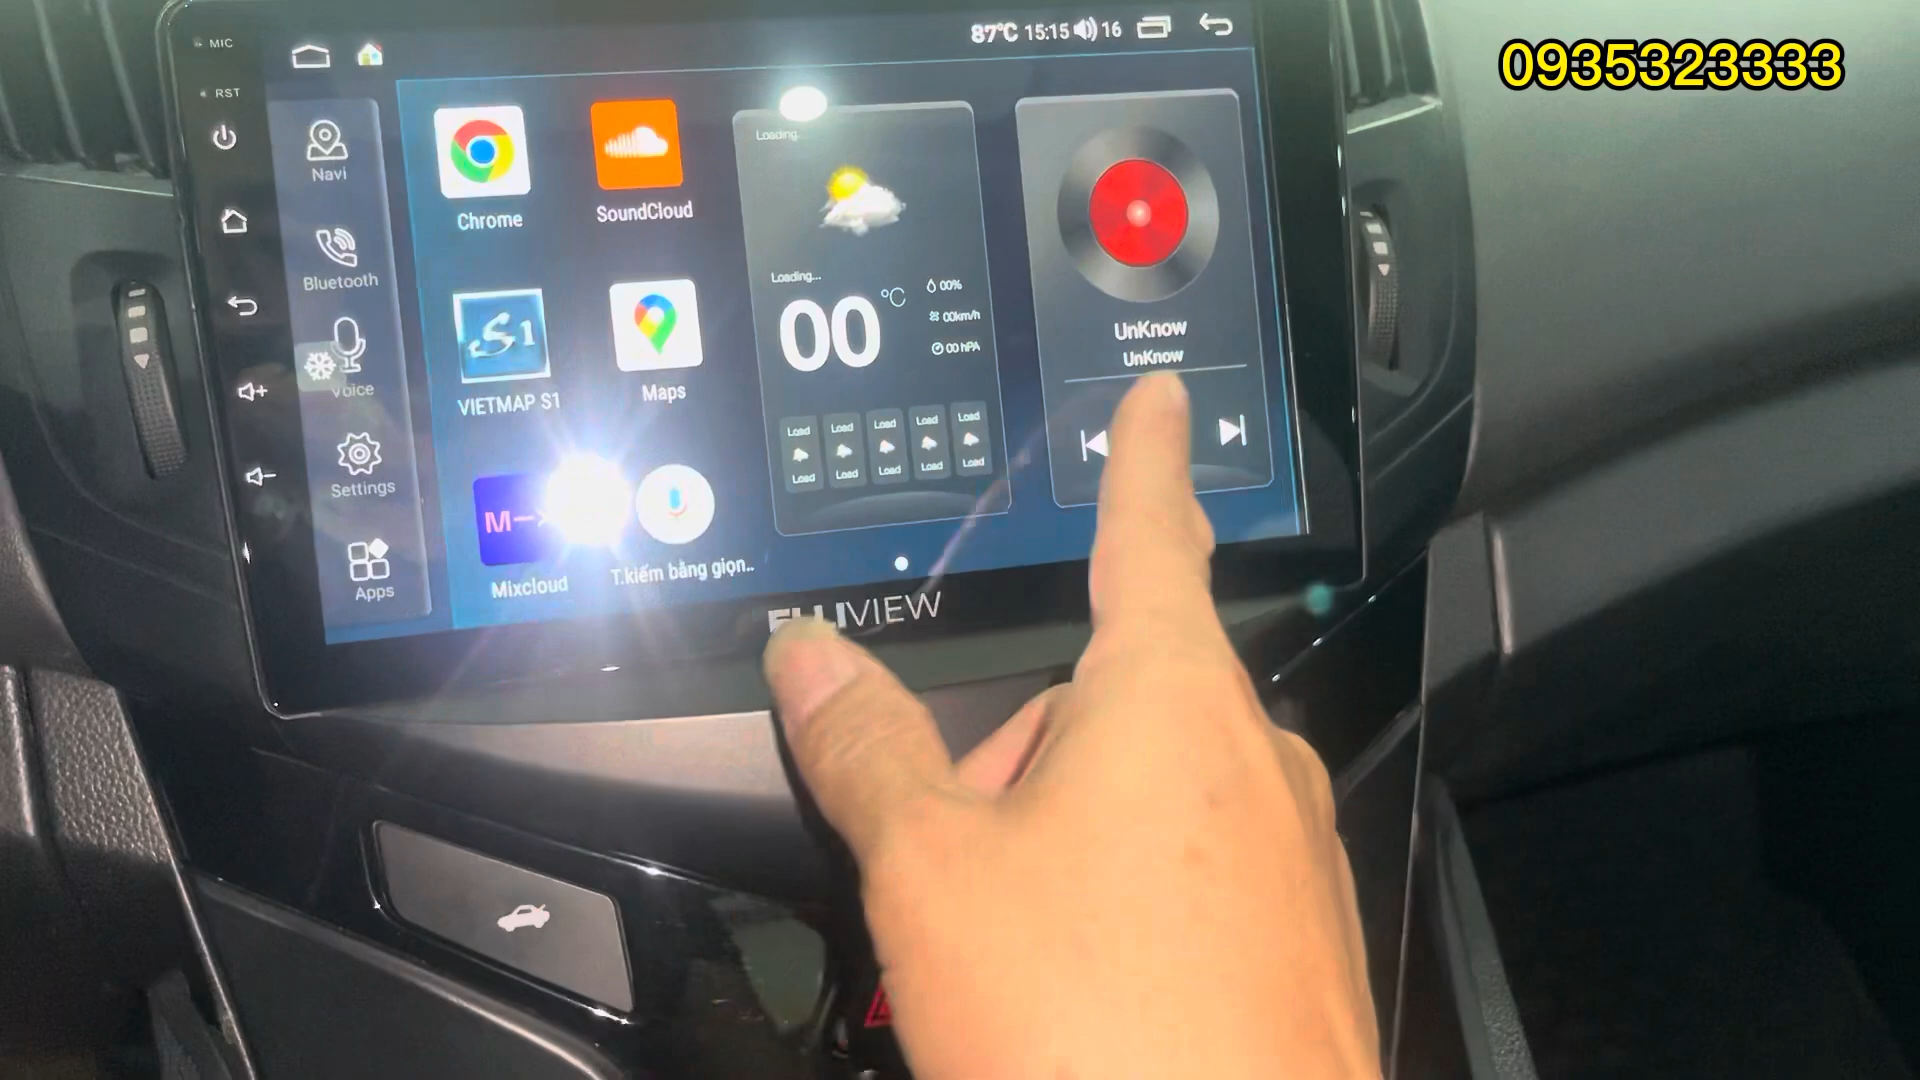 MIC
87°C 15:15 16
0935323333
RST
Loading..
Navi
Chrome
SoundCloud
Bluetooth
Loading...
00 °C
00%
00km/h
00 hPA
UnKnow
UnKnow
Voice
VIETMAP S1
Maps
Load Load Load Load Load
Load Load Load Load Load
Settings
Mixcloud
T.kiếm bằng giọn..
Apps
VIEW